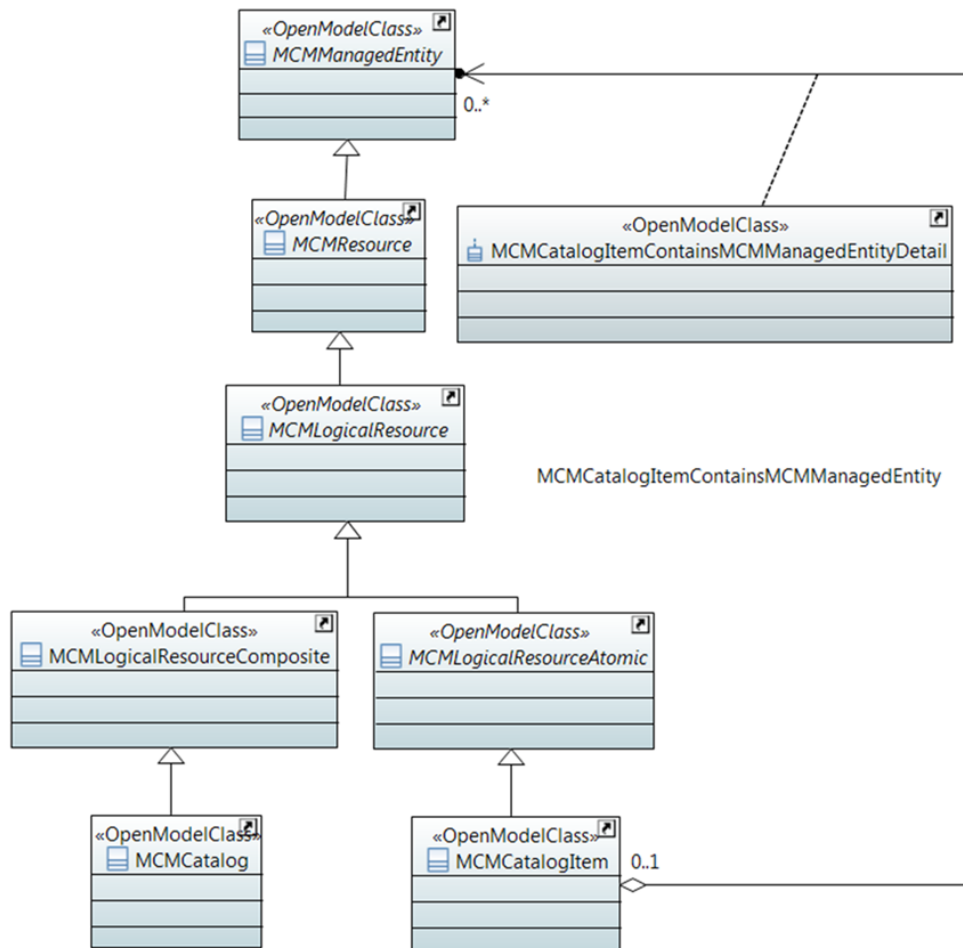 «OpenModelClass»
MCMManagedEntity
0..*
«OpenModelClass»
MCMResource
«OpenModelClass»
MCMCatalogItemContainsMCMManagedEntityDetail
«OpenModelClass»
MCMLogicalResource
MCMCatalogItemContainsMCMManagedEntity
«OpenModelClass»
MCMLogicalResourceComposite
«OpenModelClass»
MCMLogicalResourceAtomic
«OpenModelClass»
MCMCatalog
«OpenModelClass»
MCMCatalogItem
0..1